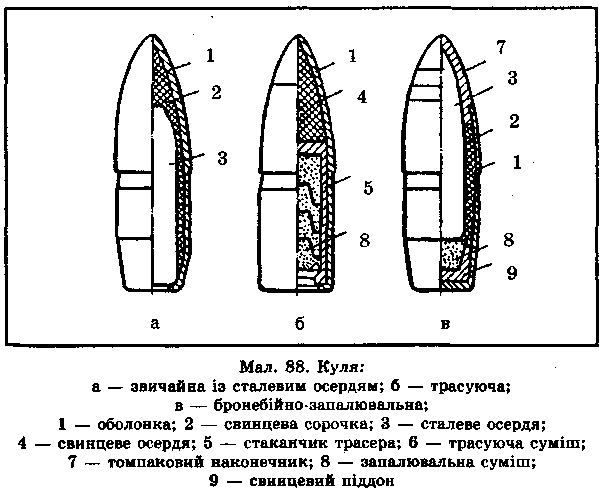 1
2
3
а
1
4
5
8
б
7
3
2
1
8
9
в
Мал. 88. Куля:
а — звичайна із сталевим осердям; б — трасуюча;
в — бронебійно-запалювальна;
1 — оболонка; 2 — свинцева сорочка; 3 — сталеве осердя;
4 — свинцеве осердя; 5 — стаканчик трасера; 6 — трасуюча суміш;
7 — томпаковий наконечник; 8 — запалювальна суміш;
9 — свинцевий піддон